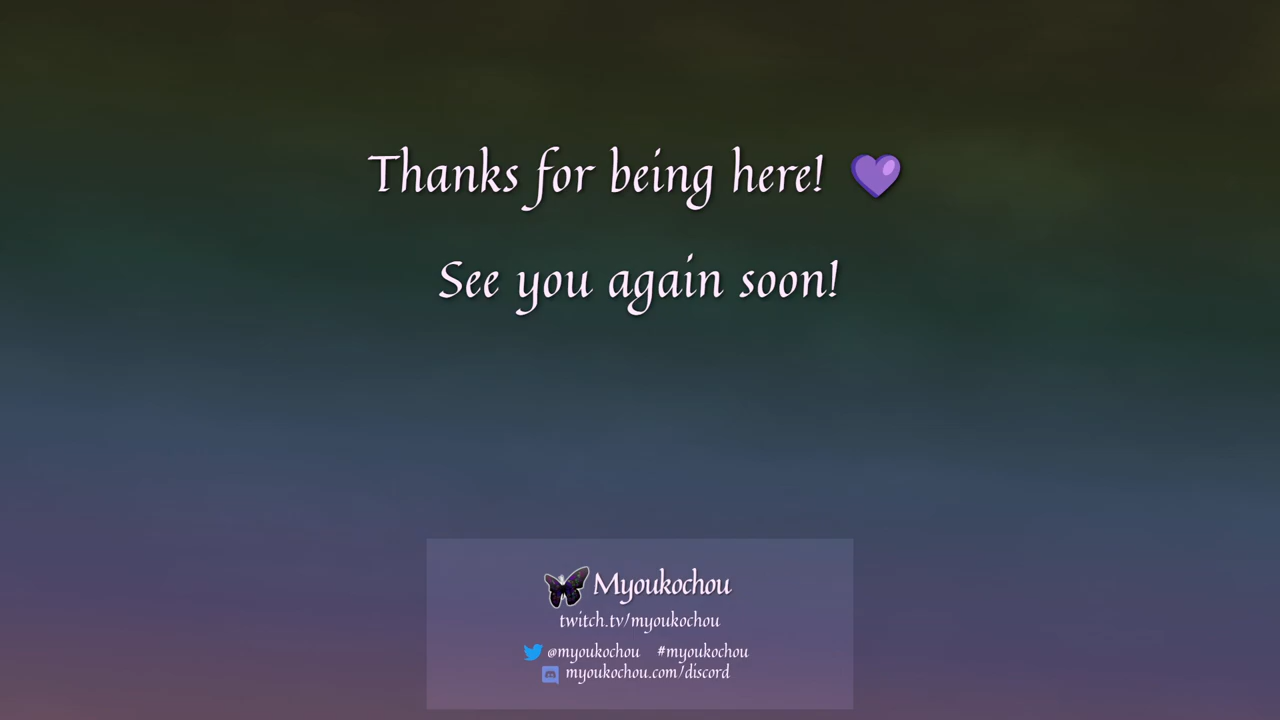 Thanks for being here! 💜
See you again soon!
Myoukochou
twitch.tv/myoukochou
@myoukochou #myoukochou
myoukochou.com/discord